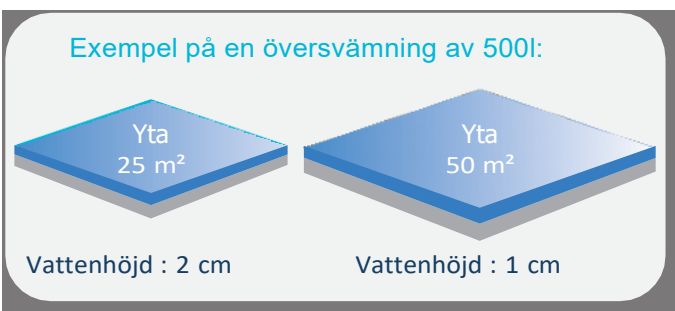 Exempel på en översvämning av 500l:
Yta
25 m²
Yta
50 m²
Vattenhöjd : 2 cm
Vattenhöjd : 1 cm